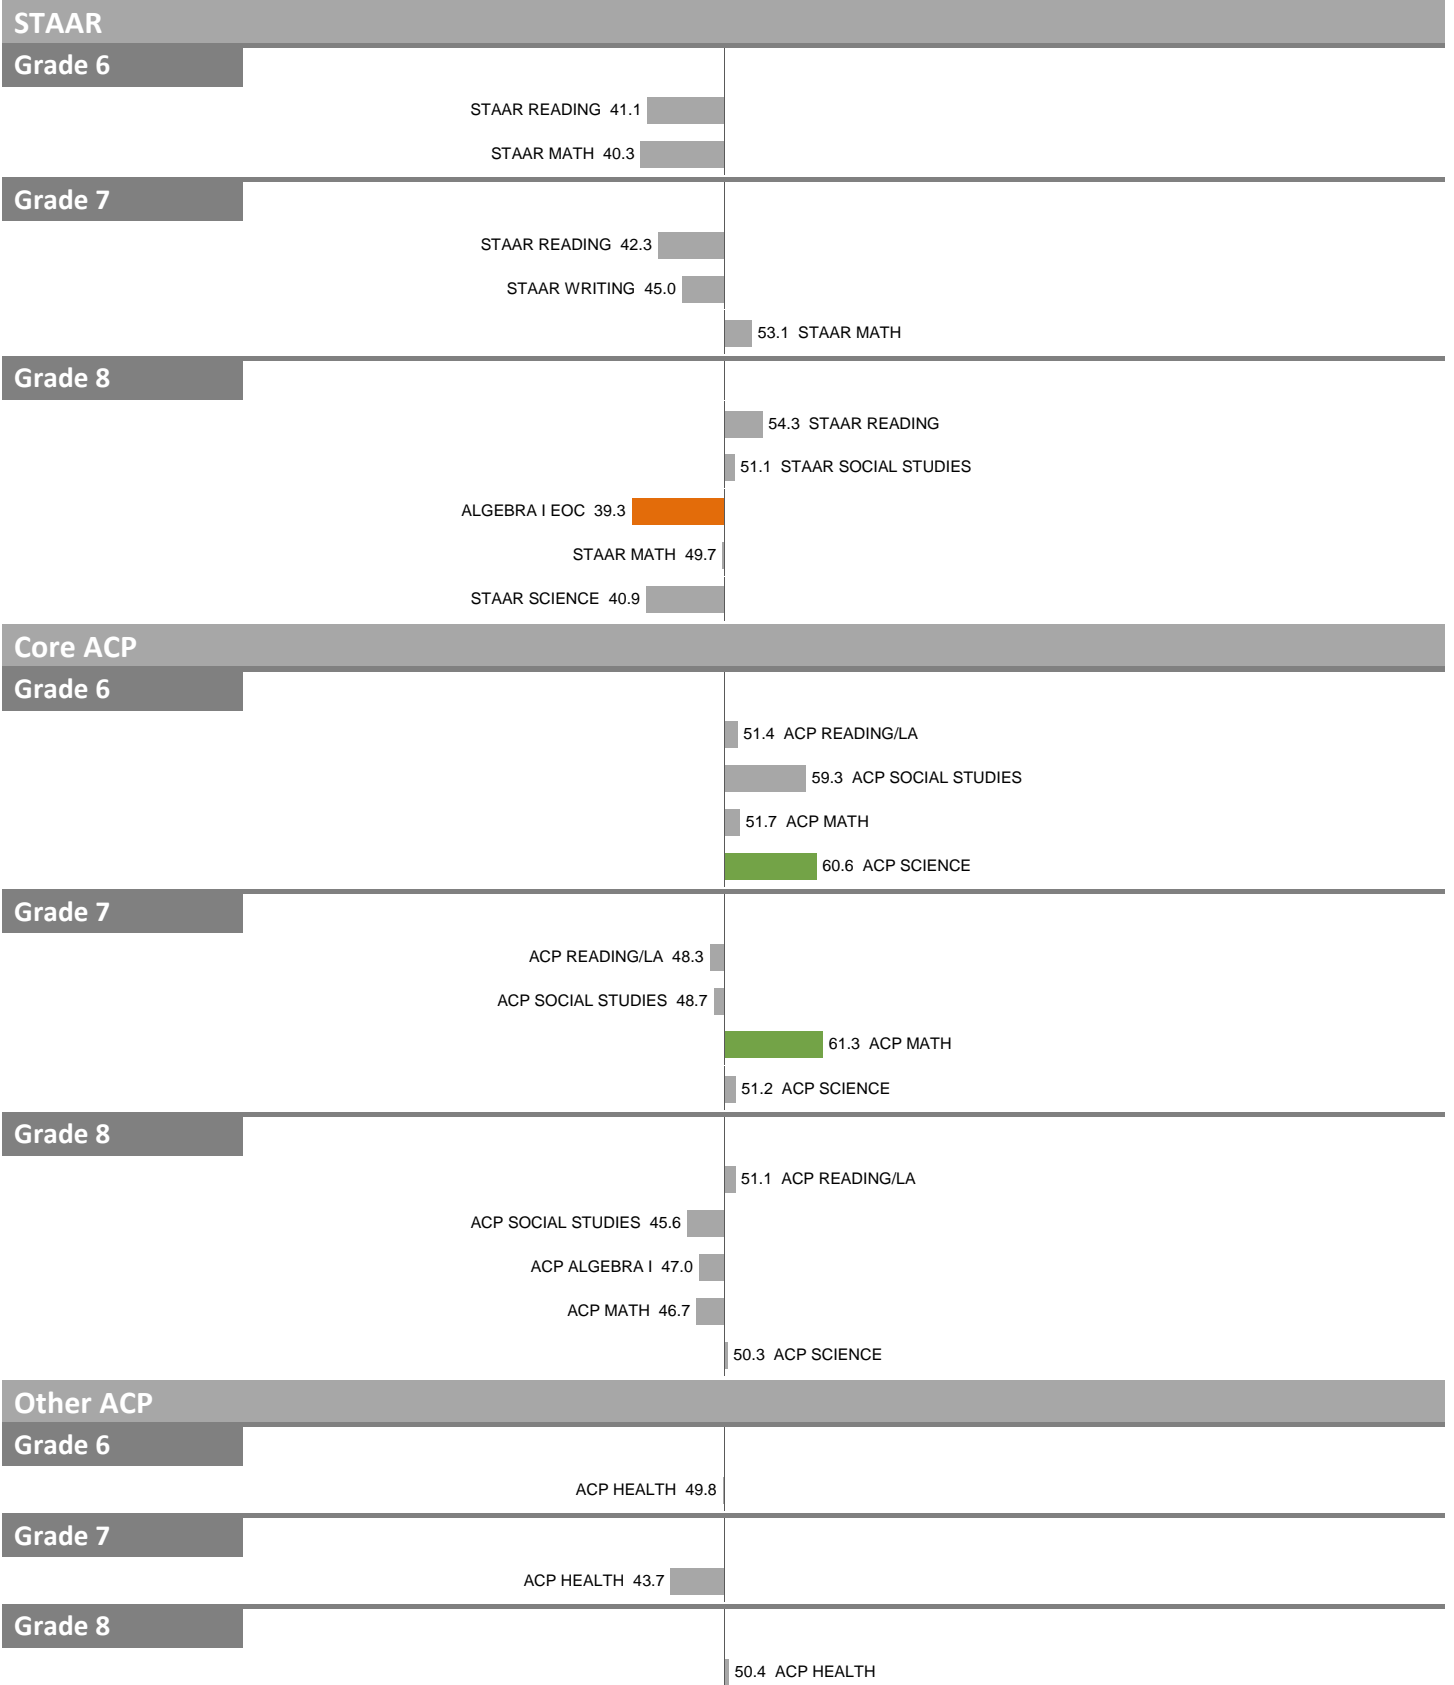 STAAR
Grade 6
STAAR READING 41.1
STAAR MATH 40.3
Grade 7
STAAR READING 42.3
STAAR WRITING 45.0
53.1 STAAR MATH
Grade 8
54.3 STAAR READING
51.1 STAAR SOCIAL STUDIES
ALGEBRA I EOC 39.3
STAAR MATH 49.7
STAAR SCIENCE 40.9
Core ACP
Grade 6
51.4 ACP READING/LA
59.3 ACP SOCIAL STUDIES
51.7 ACP MATH
60.6 ACP SCIENCE
Grade 7
ACP READING/LA 48.3
ACP SOCIAL STUDIES 48.7
61.3 ACP MATH
51.2 ACP SCIENCE
Grade 8
51.1 ACP READING/LA
ACP SOCIAL STUDIES 45.6
ACP ALGEBRA I 47.0
ACP MATH 46.7
50.3 ACP SCIENCE
Other ACP
Grade 6
ACP HEALTH 49.8
Grade 7
ACP HEALTH 43.7
Grade 8
50.4 ACP HEALTH